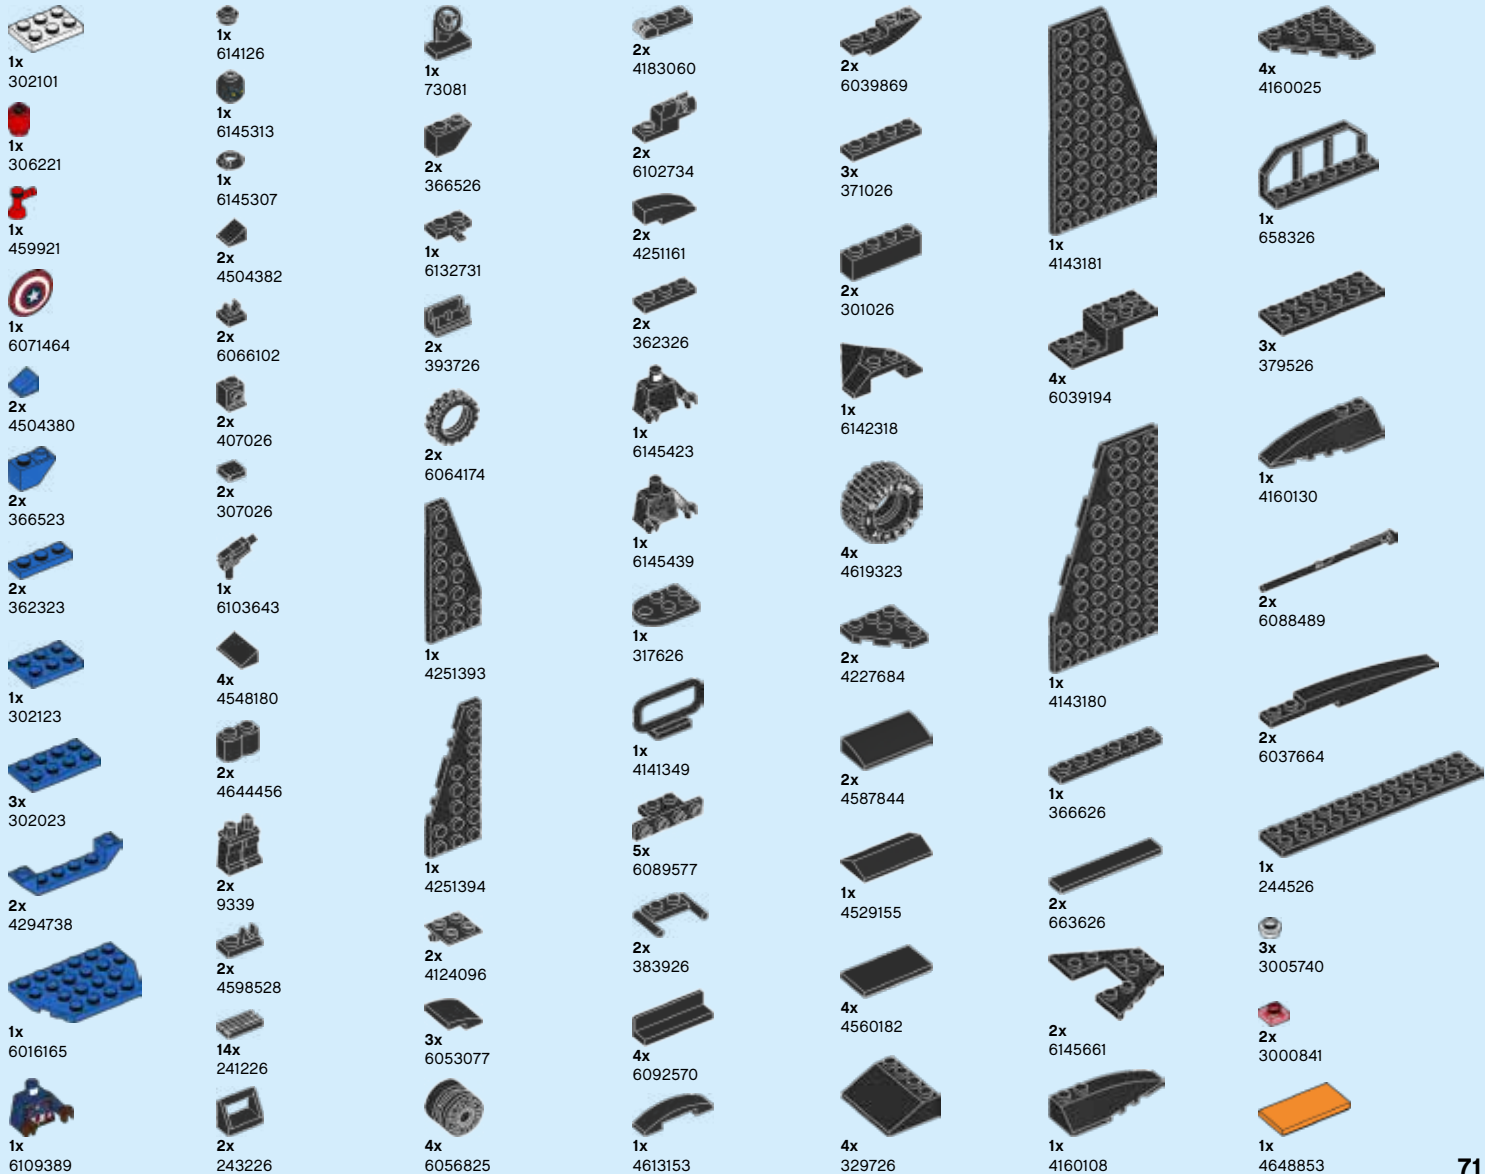 1x
302101
1x
306221
1x
459921
1x
6071464
2x
4504380
2x
366523
2x
362323
1x
302123
3x
302023
2x
4294738
1x
6016165
1x
6109389
1x
614126
1x
6145313
1x
6145307
2x
4504382
2x
6066102
2x
407026
2x
307026
1x
6103643
4x
4548180
2x
4644456
2x
9339
2x
4598528
14x
241226
2x
243226
1x
73081
2x
366526
1x
6132731
2x
393726
2x
6064174
1x
4251393
1x
4251394
2x
4124096
3x
6053077
4x
6056825
2x
4183060
2x
6102734
2x
4251161
2x
362326
1x
6145423
1x
6145439
1x
317626
1x
4141349
5x
6089577
2x
383926
4x
6092570
1x
4613153
2x
6039869
3x
371026
2x
301026
1x
6142318
4x
4619323
2x
4227684
2x
4587844
1x
4529155
4x
4560182
4x
329726
1x
4143181
4x
6039194
1x
4143180
1x
366626
2x
663626
2x
6145661
1x
4160108
4x
4160025
1x
658326
3x
379526
1x
4160130
2x
6088489
2x
6037664
1x
244526
3x
3005740
2x
3000841
1x
4648853
71